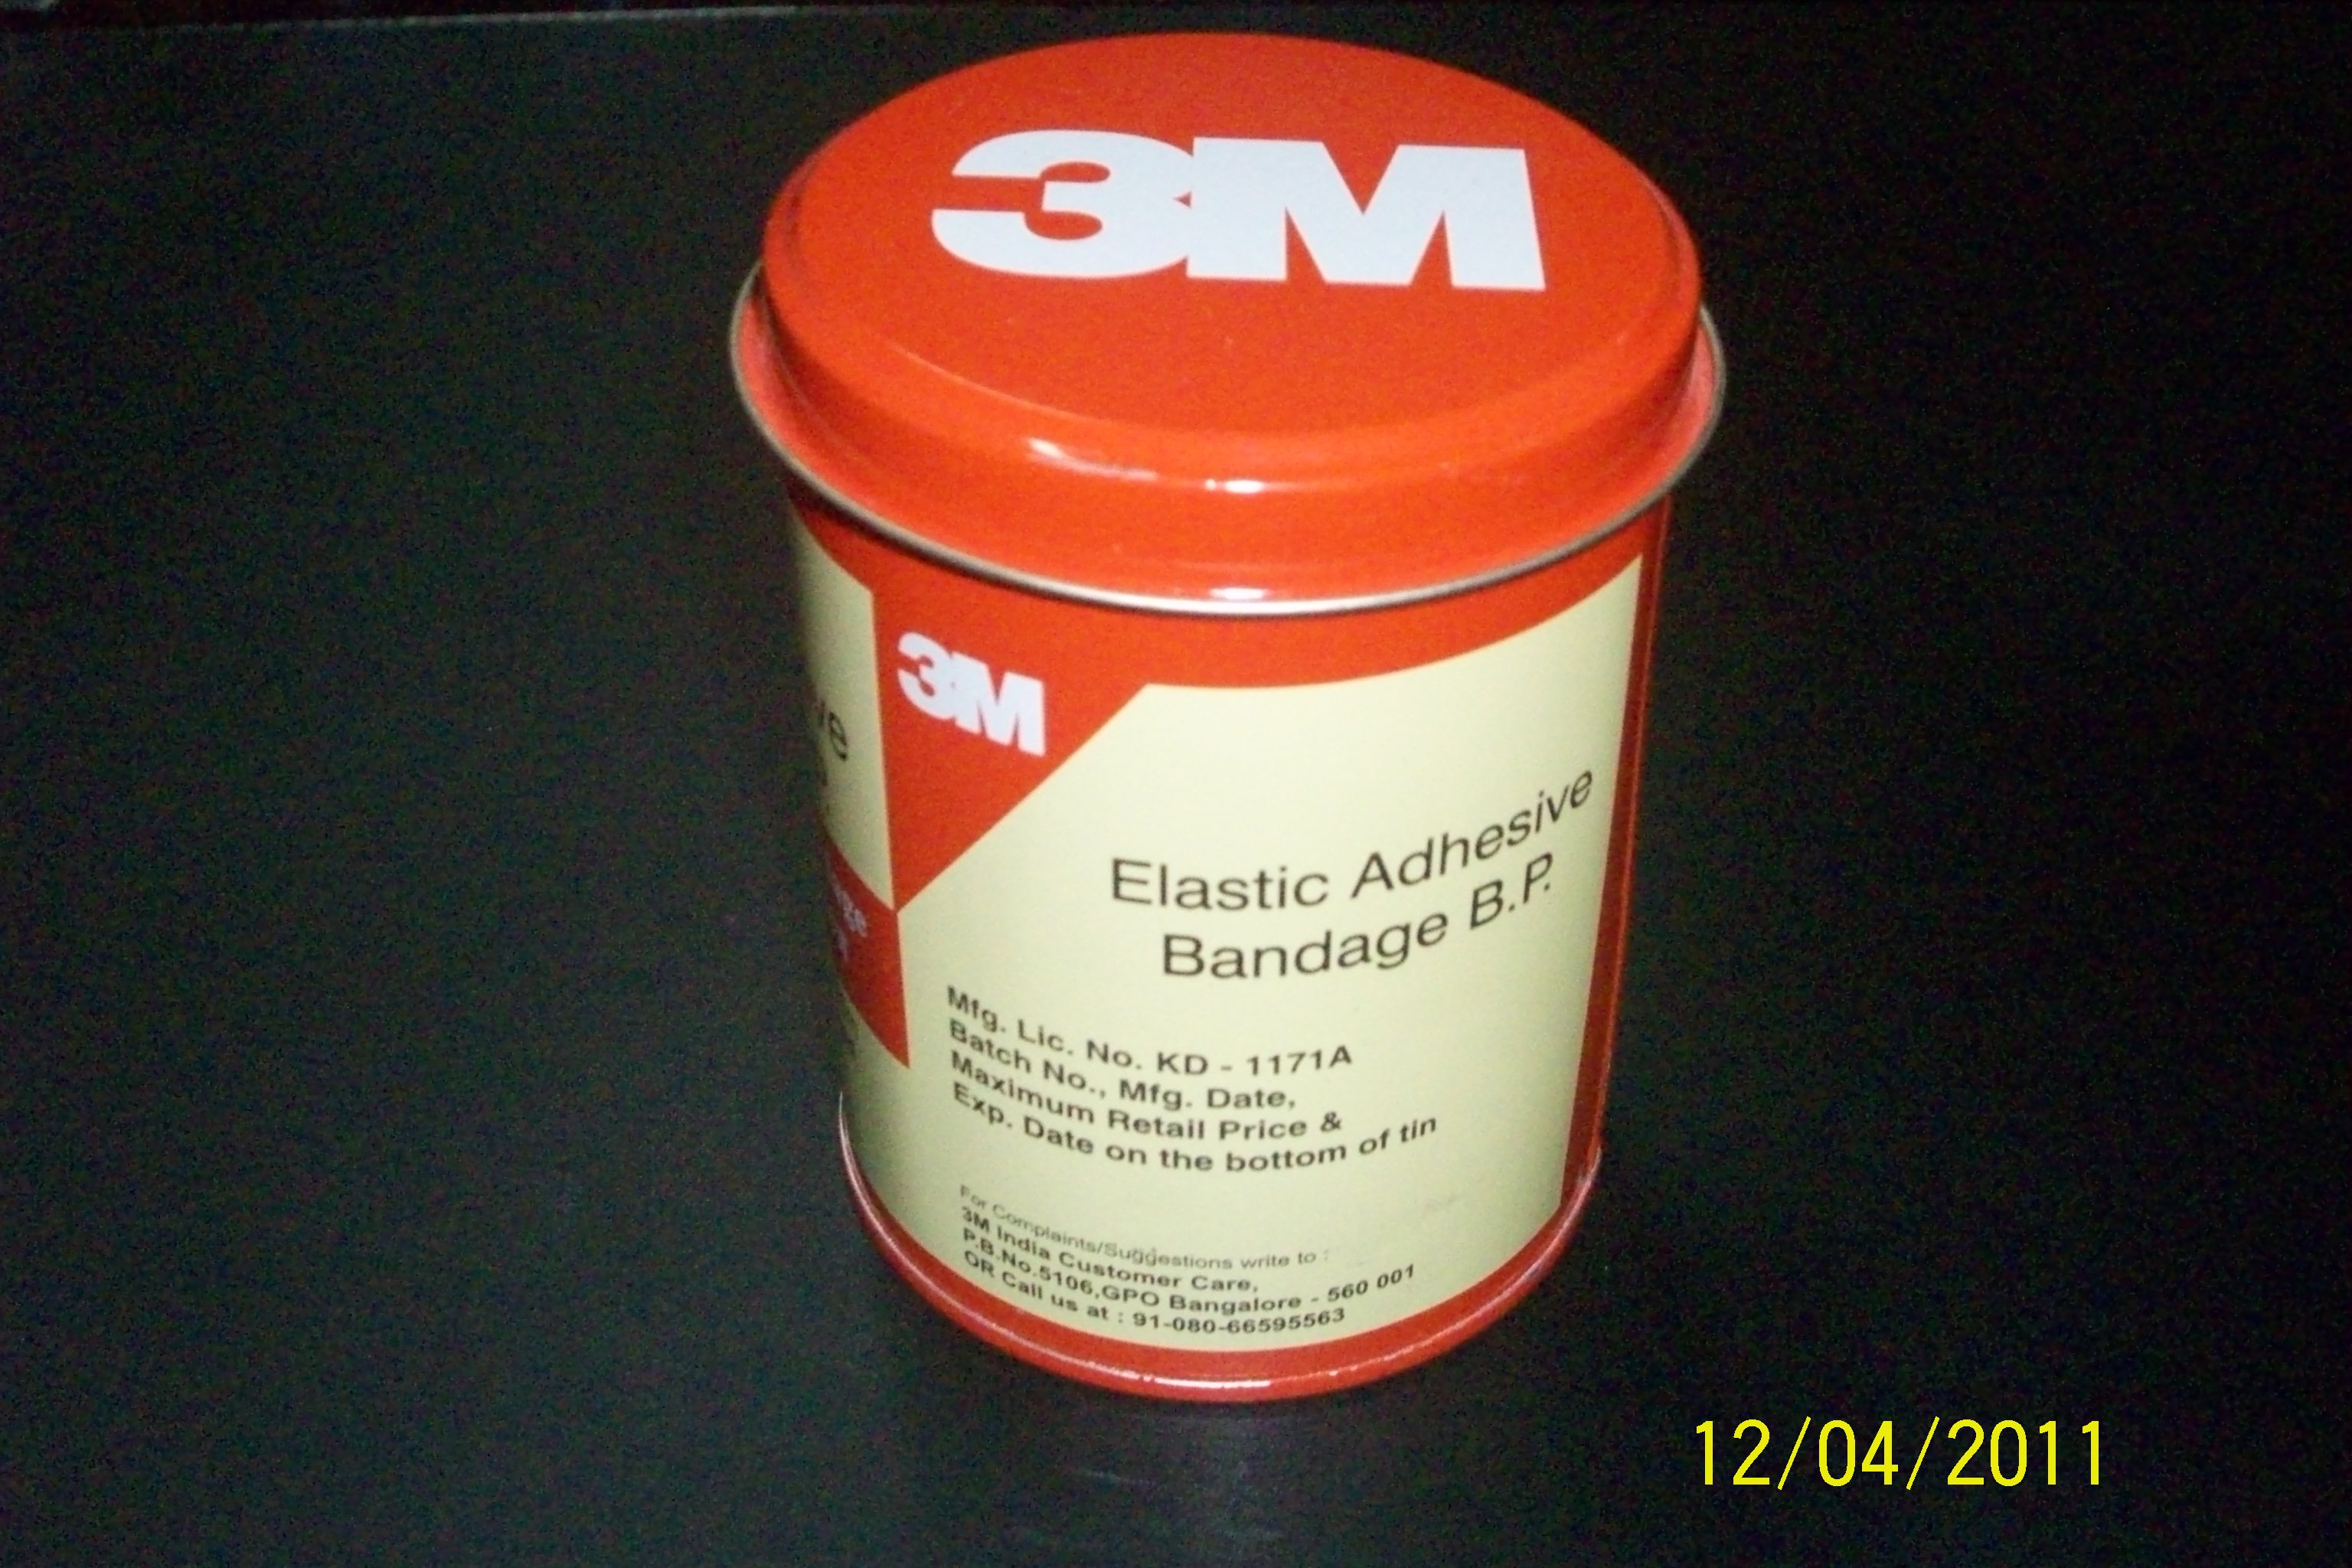 3M
3M
Elastic Adhesive
Bandage B.P.
Mfg. Lic. No. KD - 1171A
Batch No., Mfg. Date,
Maximum Retail Price &
Exp. Date on the bottom of tin
For Complaints/Suggestions write to :
3M India Customer Care,
P.B.No.5106,GPO Bangalore - 560 001
OR Call us at : 91-080-66595563
12/04/2011